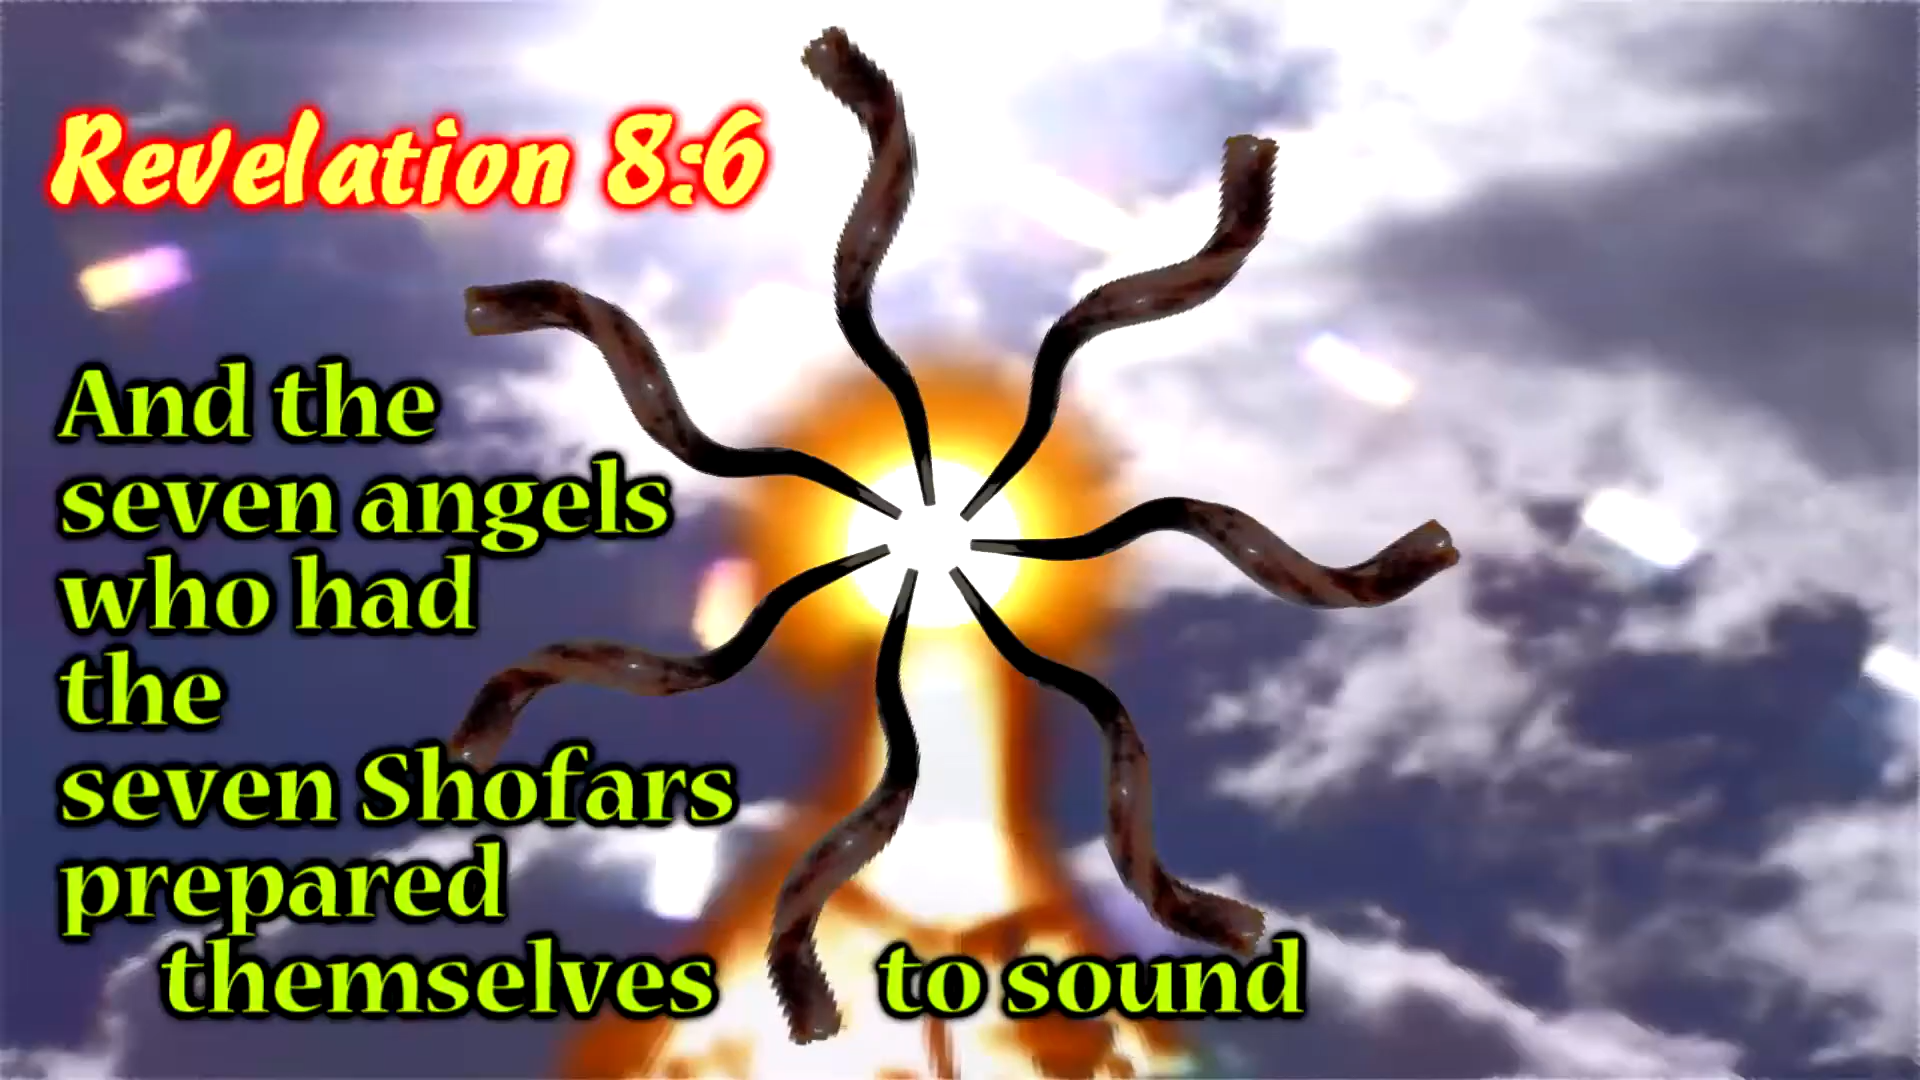 Revelation 8:6
And the
seven angels
who had
the
seven Shofars
prepared
themselves to sound